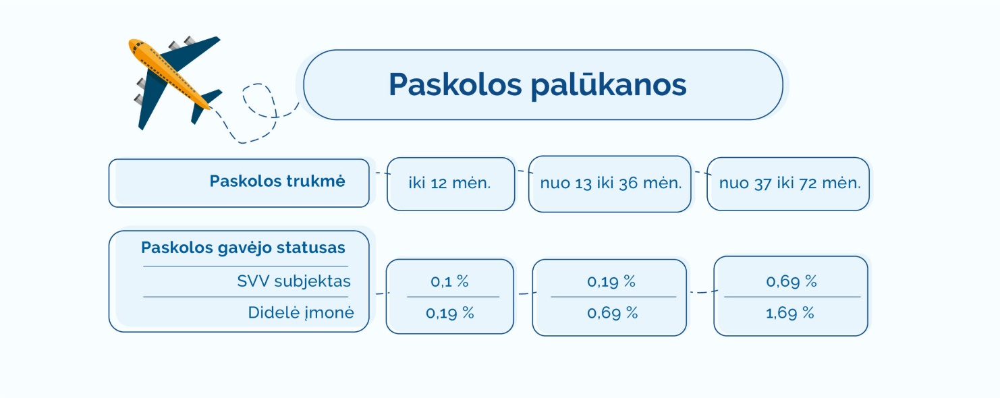 Paskolos palūkanos
Paskolos trukmė
iki 12 mėn.
nuo 13 iki 36 mėn.
nuo 37 iki 72 mėn.
Paskolos gavėjo statusas
SVV subjektas
0,1 %
0,19 %
0,69 %
Didelė įmonė
0,19 %
0,69 %
1,69 %